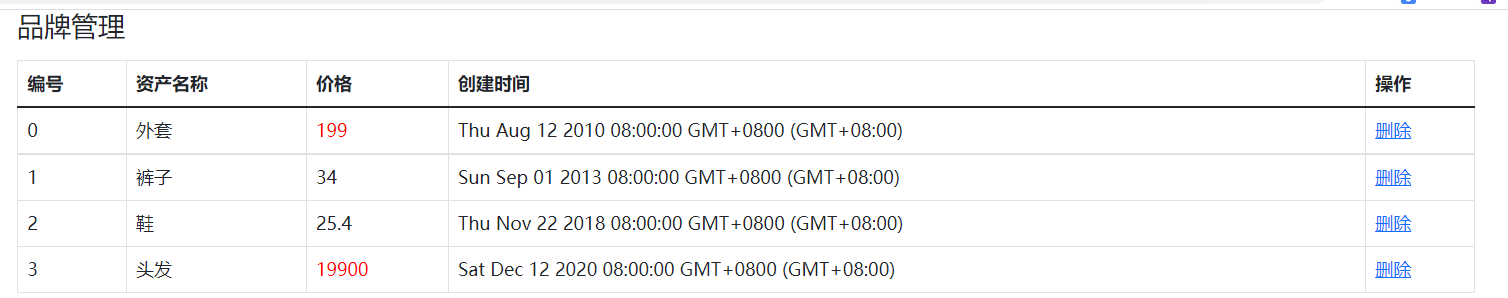 品牌管理
编号 资产名称 价格 创建时间 操作
0 外套 199 Thu Aug 12 2010 08:00:00 GMT+0800 (GMT+08:00) 删除
1 裤子 34 Sun Sep 01 2013 08:00:00 GMT+0800 (GMT+08:00) 删除
2 鞋 25.4 Thu Nov 22 2018 08:00:00 GMT+0800 (GMT+08:00) 删除
3 头发 19900 Sat Dec 12 2020 08:00:00 GMT+0800 (GMT+08:00) 删除